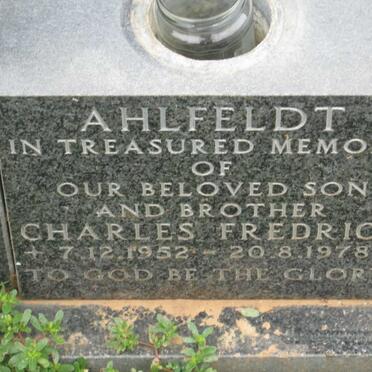 AHLFELDT
IN TREASURED MEMO
OF
OUR BELOVED SON
AND BROTHER
CHARLES FREDRIC
+ 7.12.1952 - 20.8.1978
TO GOD BE THE GLOR